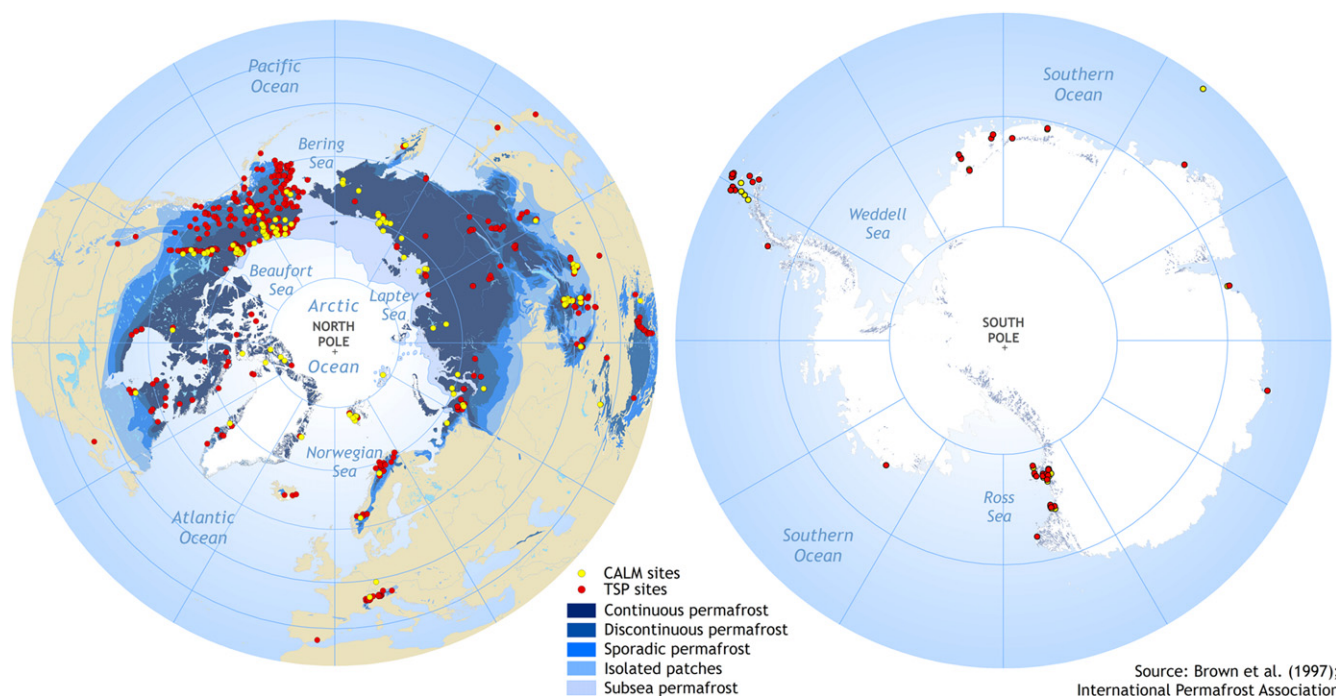 Pacific
Ocean
Bering
Sea
Beaufort
Sea
Arctic
NORTH
POLE
+
Ocean
Laptev
Sea
Norwegian
Sea
Atlantic
Ocean
Southern
Ocean
Weddell
Sea
SOUTH
POLE
+
Ross
Sea
Southern
Ocean
CALM sites
TSP sites
Continuous permafrost
Discontinuous permafrost
Sporadic permafrost
Isolated patches
Subsea permafrost
Source: Brown et al. (1997);
International Permafrost Association